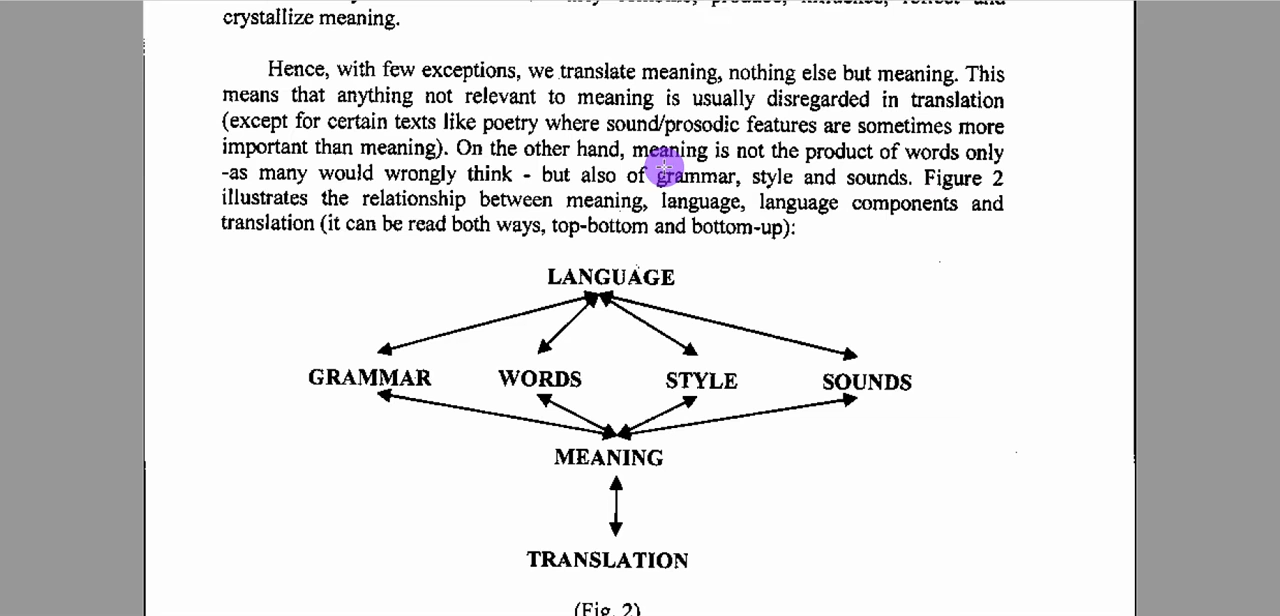 crystallize meaning.
Hence, with few exceptions, we translate meaning, nothing else but meaning. This
means that anything not relevant to meaning is usually disregarded in translation
(except for certain texts like poetry where sound/prosodic features are sometimes more
important than meaning). On the other hand, meaning is not the product of words only
-as many would wrongly think - but also of grammar, style and sounds. Figure 2
illustrates the relationship between meaning, language, language components and
translation (it can be read both ways, top-bottom and bottom-up):
LANGUAGE
GRAMMAR WORDS STYLE SOUNDS
MEANING
TRANSLATION
(Fig. 2)